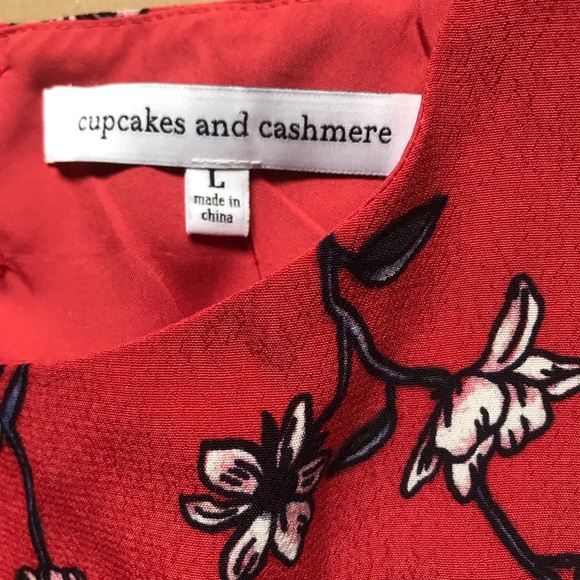 cupcakes and cashmere
L
made in
china